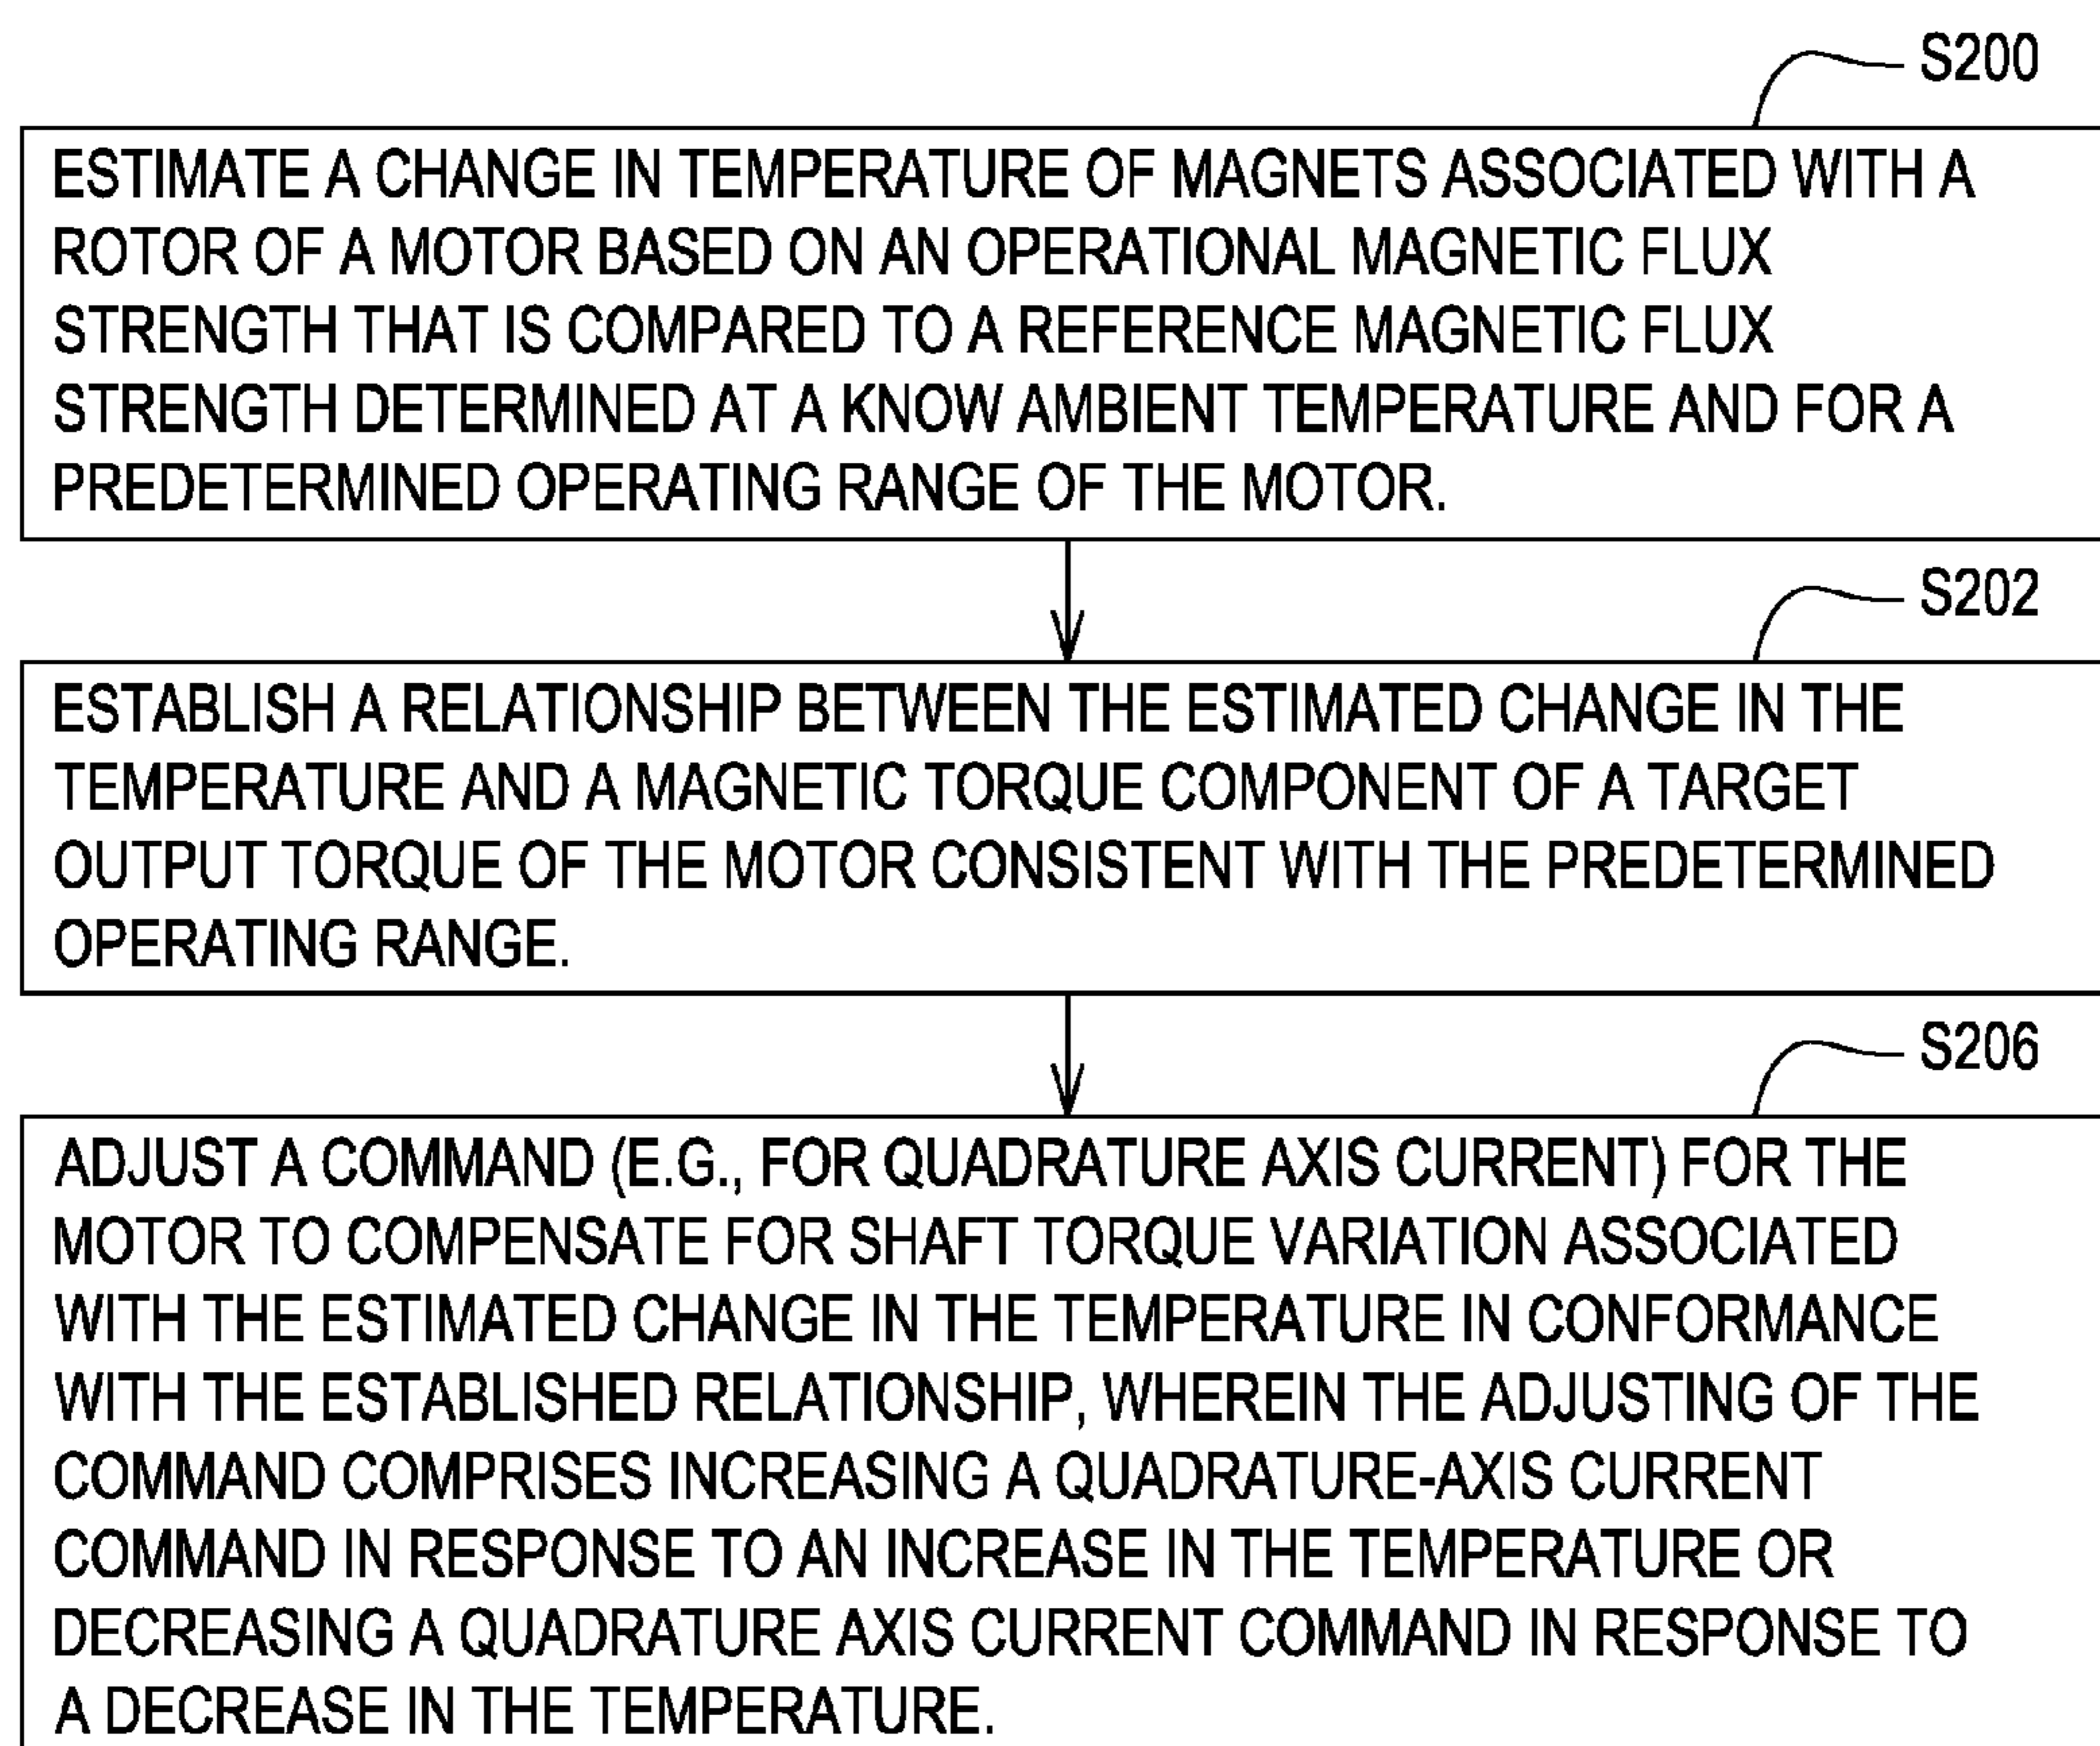 S200
ESTIMATE A CHANGE IN TEMPERATURE OF MAGNETS ASSOCIATED WITH A
ROTOR OF A MOTOR BASED ON AN OPERATIONAL MAGNETIC FLUX
STRENGTH THAT IS COMPARED TO A REFERENCE MAGNETIC FLUX
STRENGTH DETERMINED AT A KNOW AMBIENT TEMPERATURE AND FOR A
PREDETERMINED OPERATING RANGE OF THE MOTOR.
S202
ESTABLISH A RELATIONSHIP BETWEEN THE ESTIMATED CHANGE IN THE
TEMPERATURE AND A MAGNETIC TORQUE COMPONENT OF A TARGET
OUTPUT TORQUE OF THE MOTOR CONSISTENT WITH THE PREDETERMINED
OPERATING RANGE.
S206
ADJUST A COMMAND (E.G., FOR QUADRATURE AXIS CURRENT) FOR THE
MOTOR TO COMPENSATE FOR SHAFT TORQUE VARIATION ASSOCIATED
WITH THE ESTIMATED CHANGE IN THE TEMPERATURE IN CONFORMANCE
WITH THE ESTABLISHED RELATIONSHIP, WHEREIN THE ADJUSTING OF THE
COMMAND COMPRISES INCREASING A QUADRATURE-AXIS CURRENT
COMMAND IN RESPONSE TO AN INCREASE IN THE TEMPERATURE OR
DECREASING A QUADRATURE AXIS CURRENT COMMAND IN RESPONSE TO
A DECREASE IN THE TEMPERATURE.